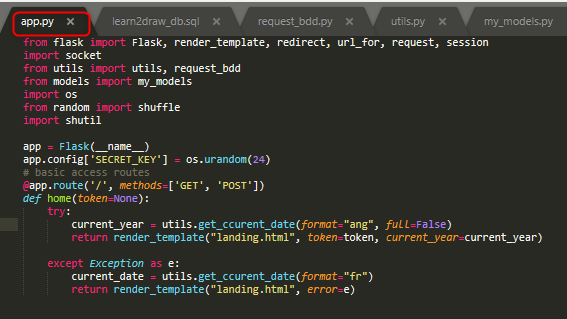 app.py × learn2draw_db.sql × request_bdd.py × utils.py × my_models.py
from flask import Flask, render_template, redirect, url_for, request, session
import socket
from utils import utils, request_bdd
from models import my_models
import os
from random import shuffle
import shutil
app = Flask(__name__)
app.config['SECRET_KEY'] = os.urandom(24)
# basic access routes
@app.route('/', methods=['GET', 'POST'])
def home(token=None):
try:
current_year = utils.get_ccurent_date(format="ang", full=False)
return render_template("landing.html", token=token, current_year=current_year)
except Exception as e:
current_date = utils.get_ccurent_date(format="fr")
return render_template("landing.html", error=e)